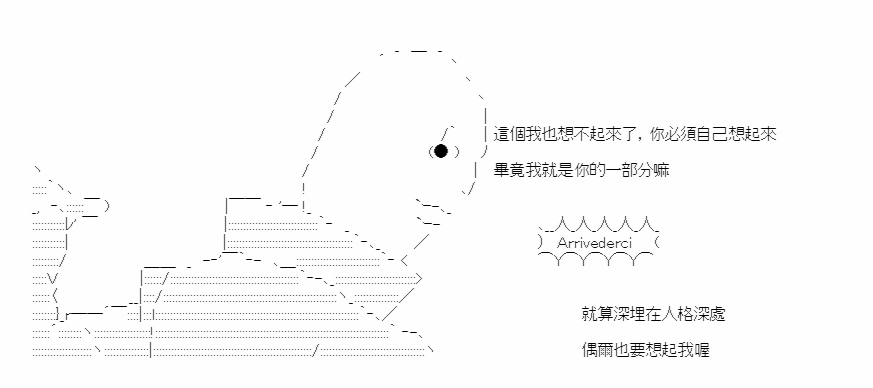 這個我也想不起來了, 你必須自己想起來
畢竟我就是你的一部分嘛
Arrivederci
就算深埋在人格深處
偶爾也要想起我喔